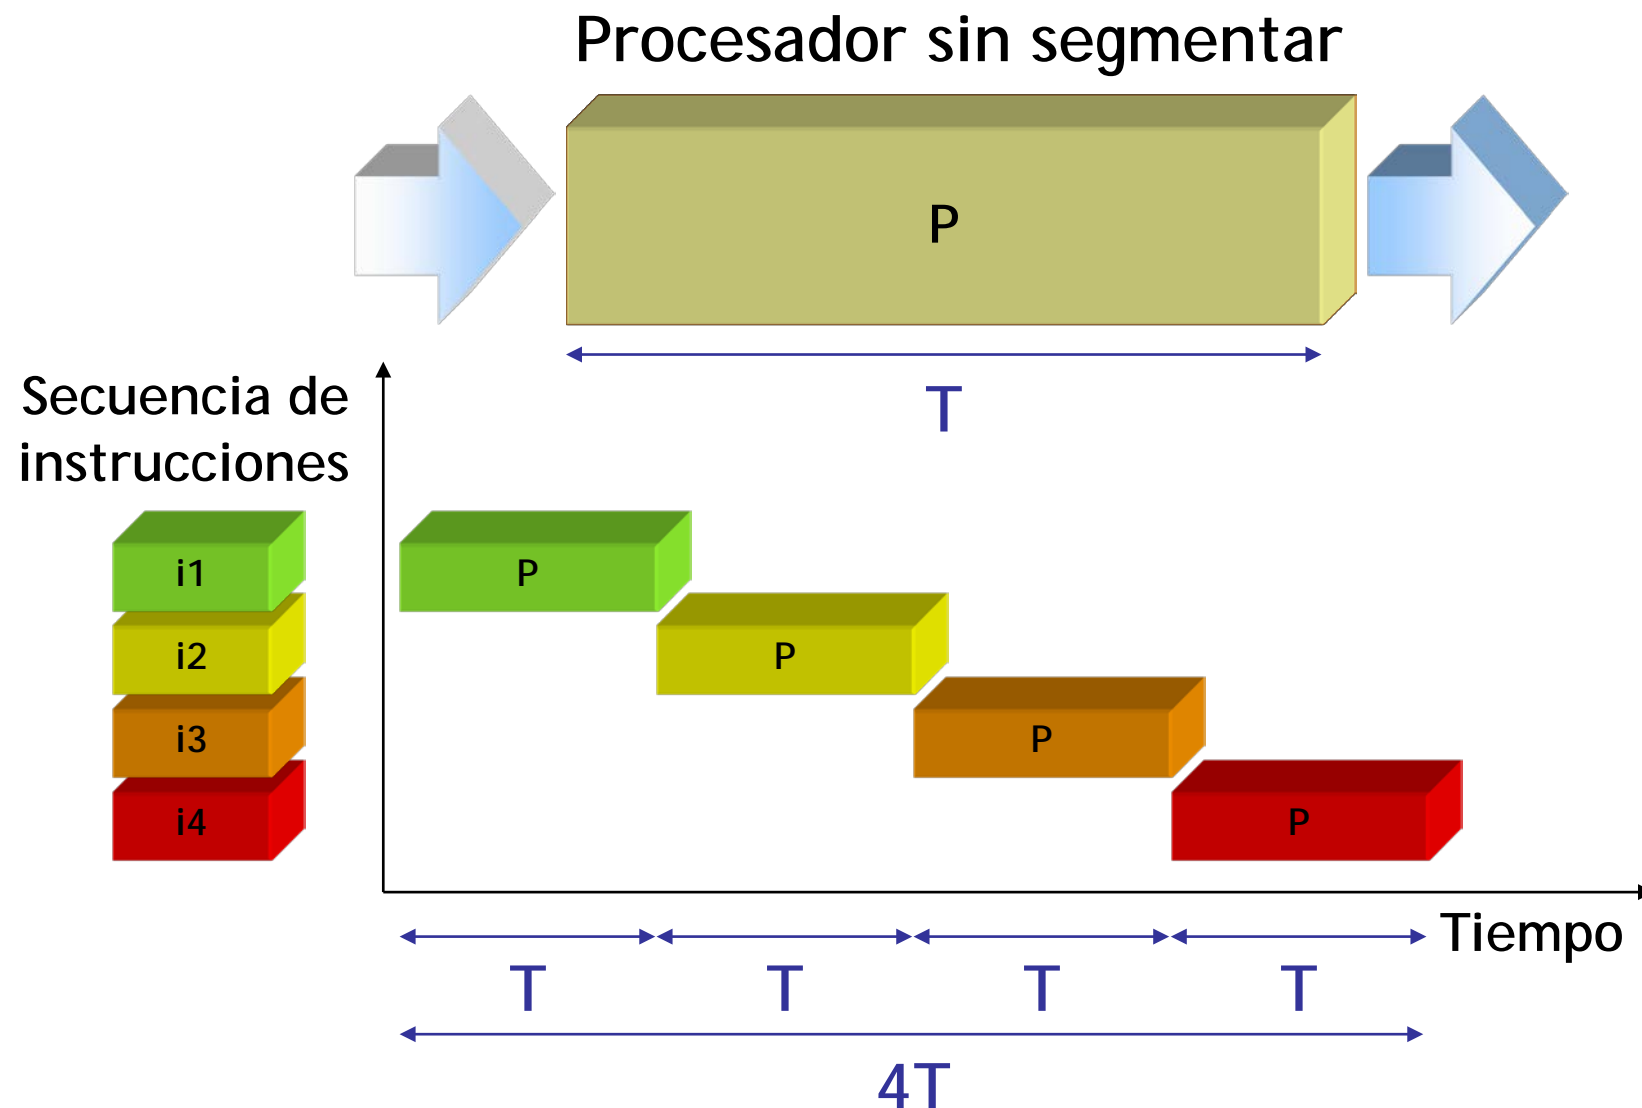 Procesador sin segmentar
P
T
Secuencia de
instrucciones
i1
P
i2
P
i3
P
i4
P
Tiempo
T T T T
4T